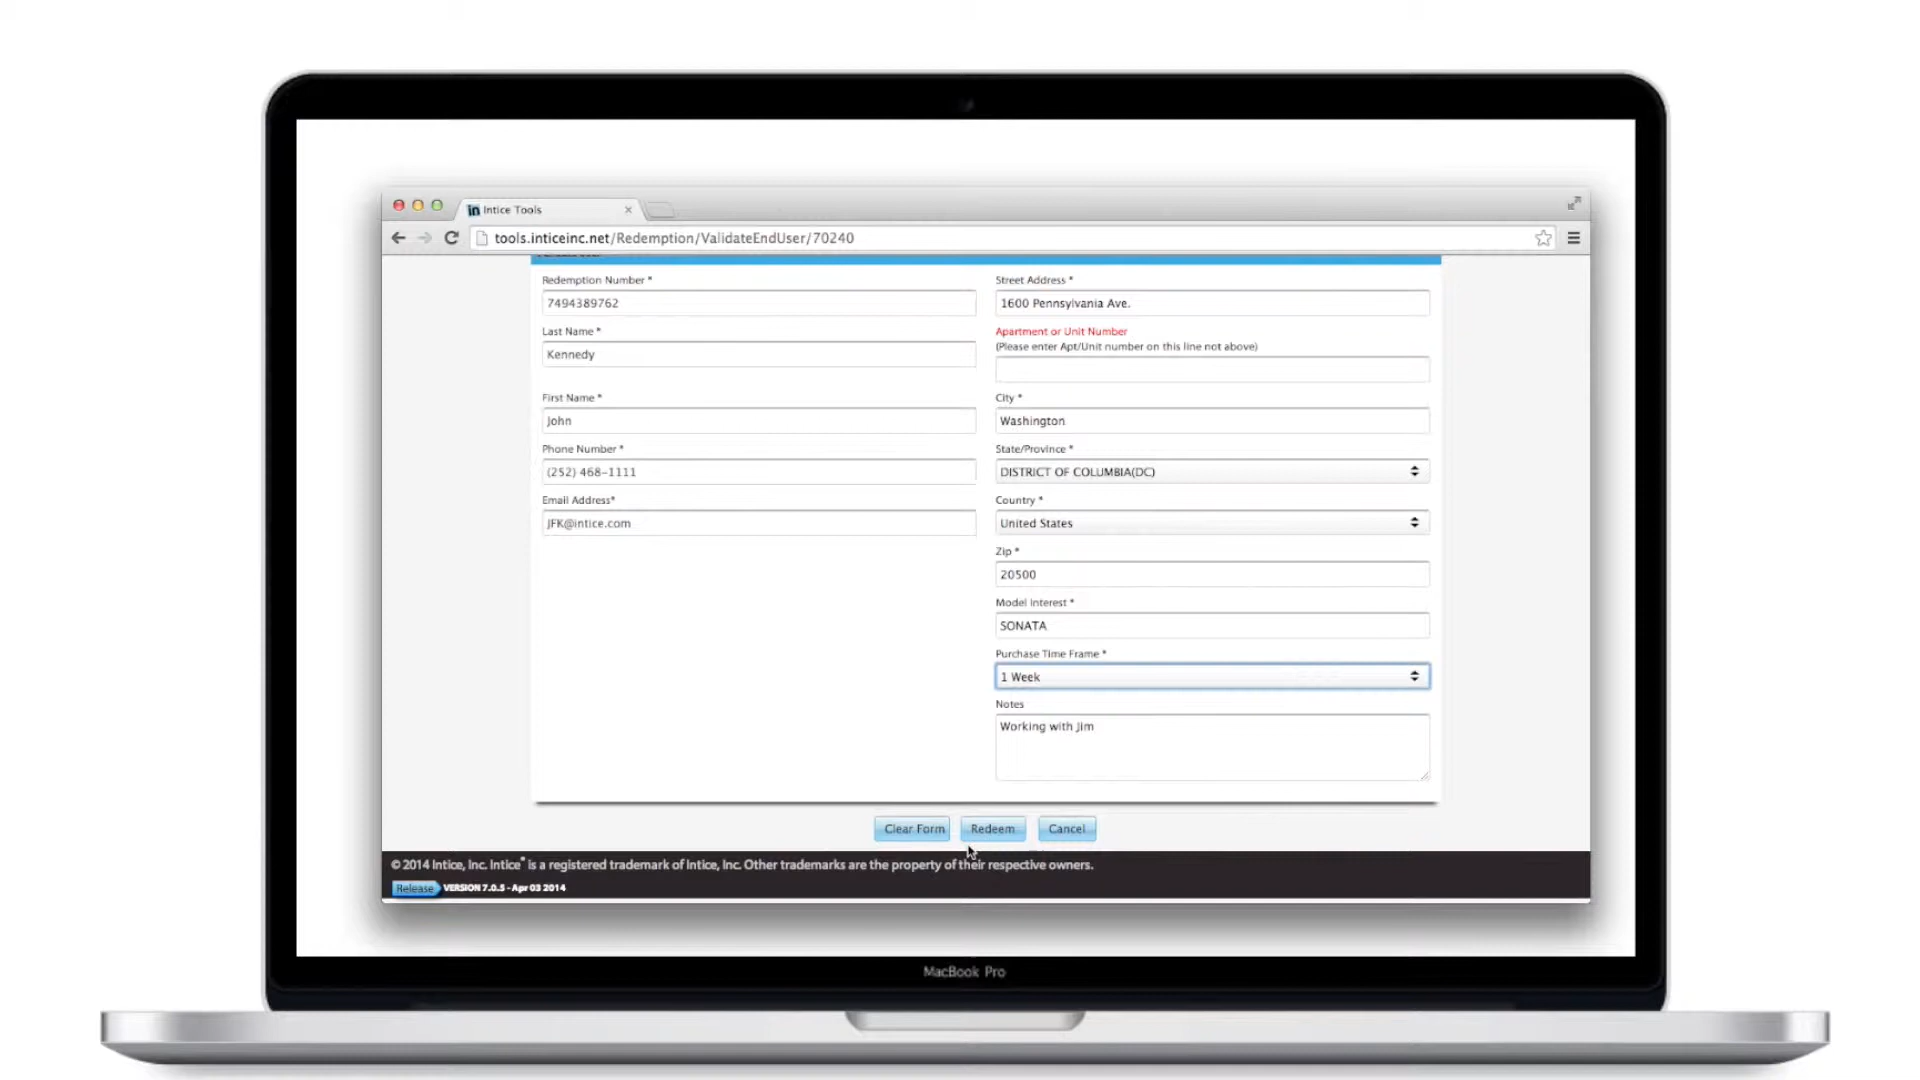 Intice Tools
tools.inticeinc.net/Redemption/ValidateEndUser/70240
Redemption Number *
7494389762
Last Name *
Kennedy
First Name *
John
Phone Number *
(252) 468-1111
Email Address*
JFK@intice.com
Street Address *
1600 Pennsylvania Ave.
Apartment or Unit Number
(Please enter Apt/Unit number on this line not above)
City *
Washington
State/Province *
DISTRICT OF COLUMBIA(DC)
Country *
United States
Zip *
20500
Model Interest *
SONATA
Purchase Time Frame *
1 Week
Notes
Working with Jim
Clear Form Redeem Cancel
© 2014 Intice, Inc. Intice® is a registered trademark of Intice, Inc. Other trademarks are the property of their respective owners.
Release VERSION 7.0.5 - Apr 03 2014
MacBook Pro